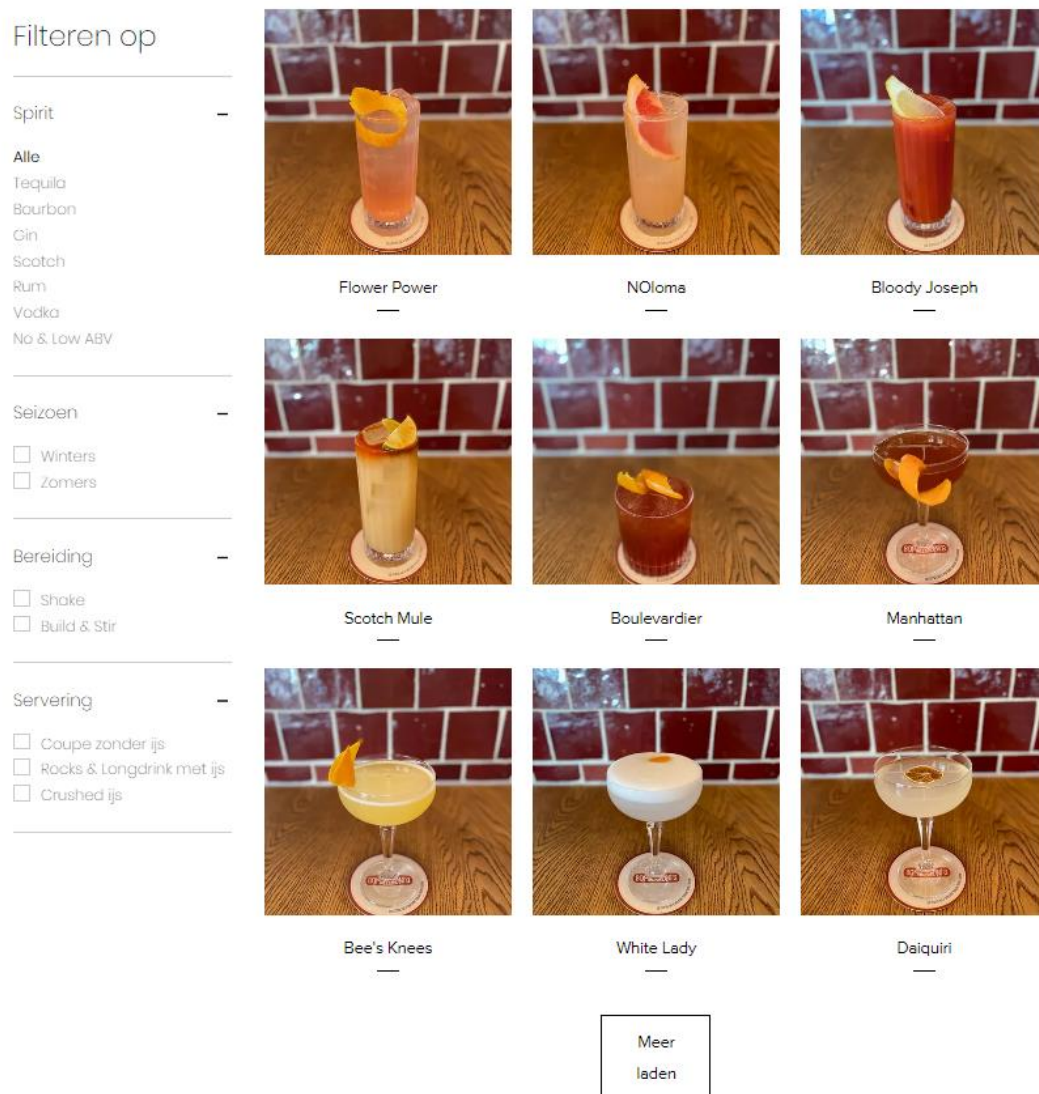 Filteren op
Spirit
Alle
Tequila
Bourbon
Gin
Scotch
Rum
Vodka
No & Low ABV
Seizoen
Winters
Zomers
Bereiding
Shake
Build & Stir
Servering
Coupe zonder ijs
Rocks & Longdrink met ijs
Crushed ijs
Flower Power
NOloma
Bloody Joseph
Scotch Mule
Boulevardier
Manhattan
Bee's Knees
White Lady
Daiquiri
Meer
laden